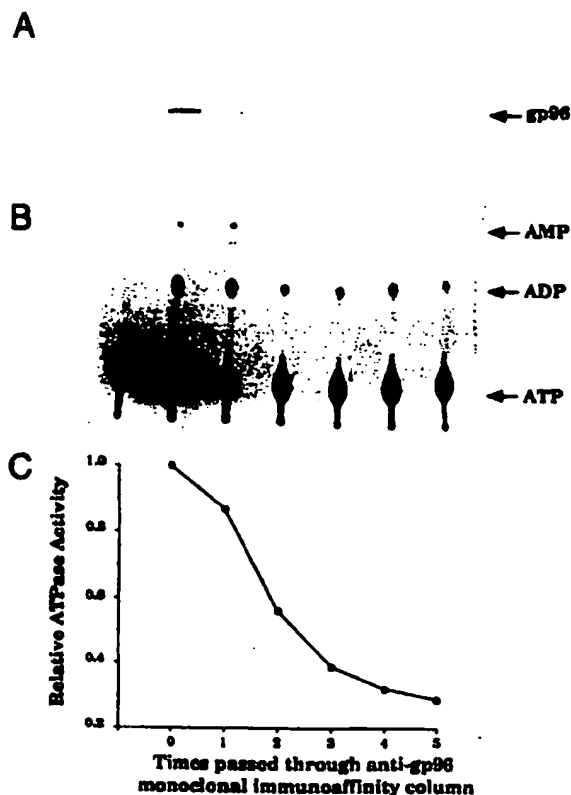 A
gp96
B
AMP
ADP
ATP
C
1.0
0.8
0.6
0.4
0.2
Relative ATPase Activity
0 1 2 3 4 5
Times passed through anti-gp96
monoclonal immunoaffinity column